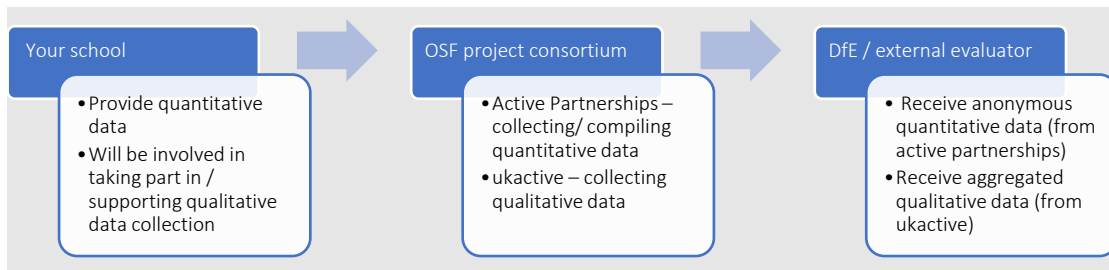 Your school
• Provide quantitative
data
• Will be involved in
taking part in /
supporting qualitative
data collection
OSF project consortium
• Active Partnerships –
collecting/ compiling
quantitative data
• ukactive – collecting
qualitative data
DfE / external evaluator
• Receive anonymous
quantitative data (from
active partnerships)
• Receive aggregated
qualitative data (from
ukactive)